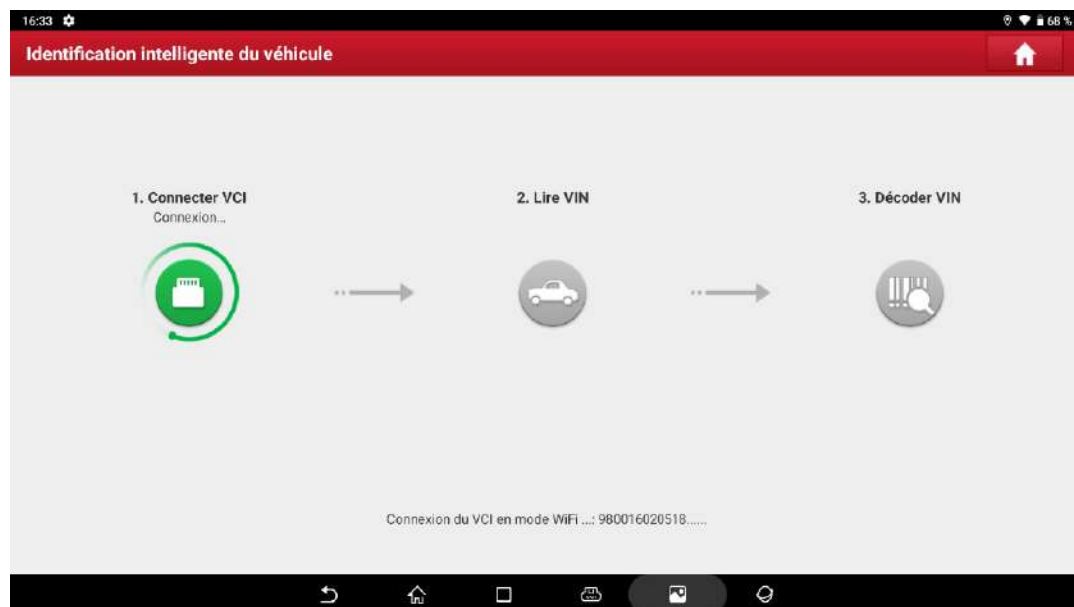 16:33
68 %
Identification intelligente du véhicule
1. Connecter VCI
Connexion...
2. Lire VIN
3. Décoder VIN
Connexion du VCI en mode WiFi ...: 980016020518......